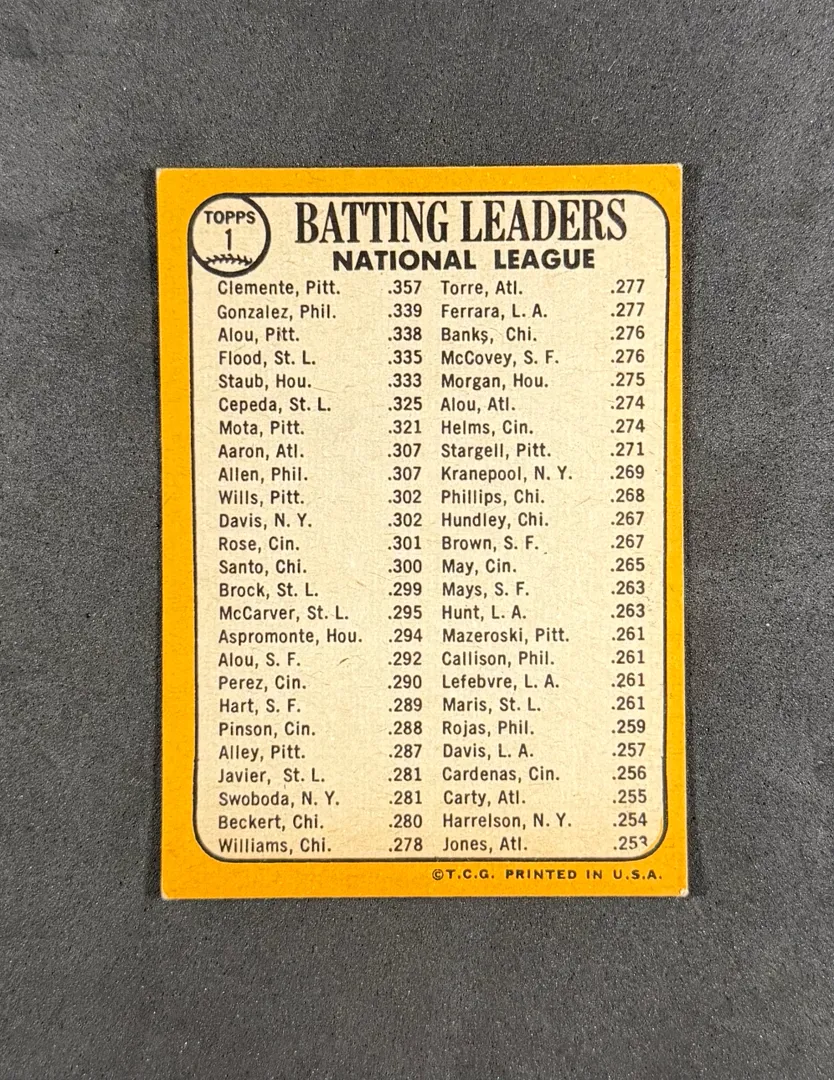 TOPPS
1
BATTING LEADERS
NATIONAL LEAGUE
Clemente, Pitt. .357
Gonzalez, Phil. .339
Alou, Pitt. .338
Flood, St. L. .335
Staub, Hou. .333
Cepeda, St. L. .325
Mota, Pitt. .321
Aaron, Atl. .307
Allen, Phil. .307
Wills, Pitt. .302
Davis, N. Y. .302
Rose, Cin. .301
Santo, Chi. .300
Brock, St. L. .299
McCarver, St. L. .295
Aspromonte, Hou. .294
Alou, S. F. .292
Perez, Cin. .290
Hart, S. F. .289
Pinson, Cin. .288
Alley, Pitt. .287
Javier, St. L. .281
Swoboda, N. Y. .281
Beckert, Chi. .280
Williams, Chi. .278
Torre, Atl. .277
Ferrara, L. A. .277
Banks, Chi. .276
McCovey, S. F. .276
Morgan, Hou. .275
Alou, Atl. .274
Helms, Cin. .274
Stargell, Pitt. .271
Kranepool, N. Y. .269
Phillips, Chi. .268
Hundley, Chi. .267
Brown, S. F. .267
May, Cin. .265
Mays, S. F. .263
Hunt, L. A. .263
Mazeroski, Pitt. .261
Callison, Phil. .261
Lefebvre, L. A. .261
Maris, St. L. .261
Rojas, Phil. .259
Davis, L. A. .257
Cardenas, Cin. .256
Carty, Atl. .255
Harrelson, N. Y. .254
Jones, Atl. .253
©T.C.G. PRINTED IN U.S.A.